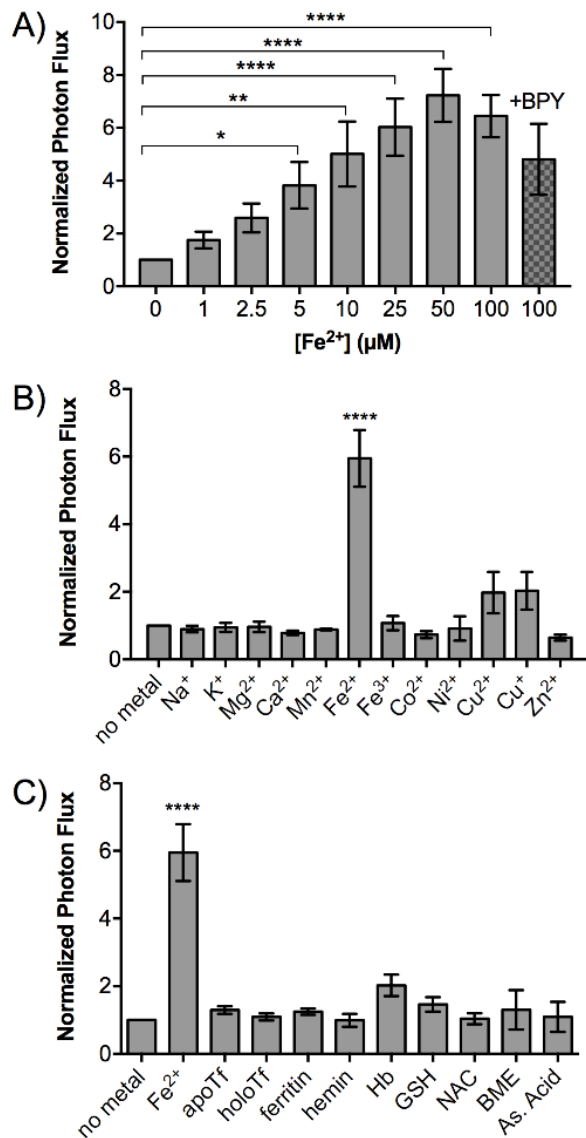 A)
Normalized Photon Flux
10
8
6
4
2
0
****
****
****
**
*
+BPY
0 1 2.5 5 10 25 50 100 100
[Fe²⁺] (µM)
B)
Normalized Photon Flux
8
6
4
2
0
****
no metal Na⁺ K⁺ Mg²⁺ Ca²⁺ Mn²⁺ Fe²⁺ Fe³⁺ Co²⁺ Ni²⁺ Cu²⁺ Cu⁺ Zn²⁺
C)
Normalized Photon Flux
8
6
4
2
0
****
no metal Fe²⁺ apoTf holoTf ferritin hemin Hb GSH NAC BME As. Acid